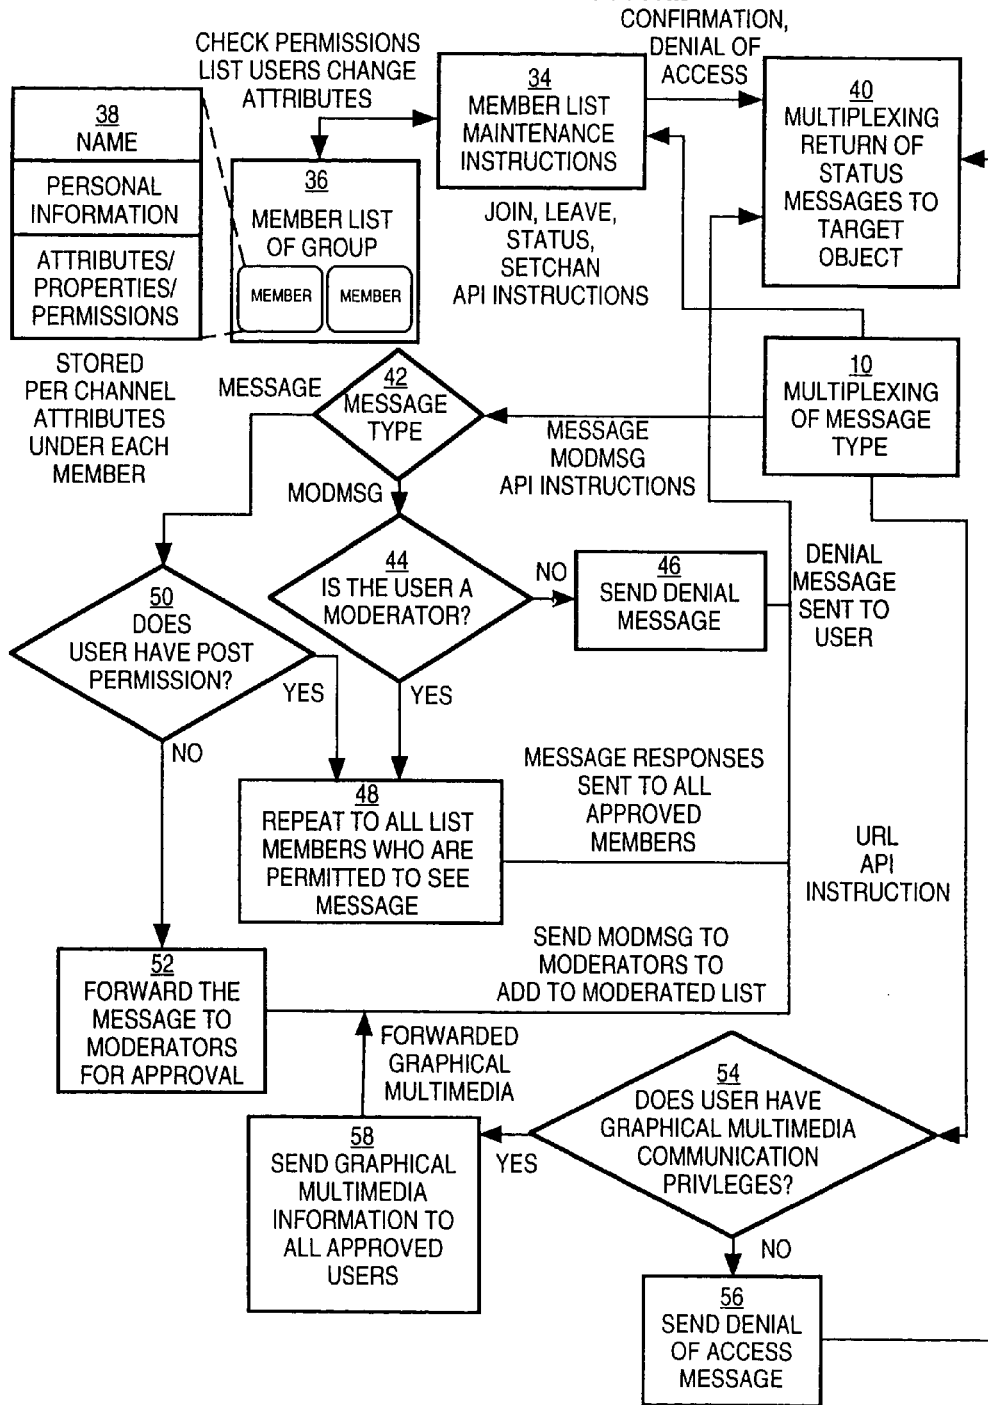 CONFIRMATION,
DENIAL OF
ACCESS
CHECK PERMISSIONS
LIST USERS CHANGE
ATTRIBUTES
38
NAME
PERSONAL
INFORMATION
ATTRIBUTES/
PROPERTIES/
PERMISSIONS
STORED
PER CHANNEL
ATTRIBUTES
UNDER EACH
MEMBER
36
MEMBER LIST
OF GROUP
MEMBER
MEMBER
34
MEMBER LIST
MAINTENANCE
INSTRUCTIONS
JOIN, LEAVE,
STATUS,
SETCHAN
API INSTRUCTIONS
40
MULTIPLEXING
RETURN OF
STATUS
MESSAGES TO
TARGET
OBJECT
10
MULTIPLEXING
OF MESSAGE
TYPE
MESSAGE
42
MESSAGE
TYPE
MESSAGE
MODMSG
API INSTRUCTIONS
MODMSG
44
IS THE USER A
MODERATOR?
NO
46
SEND DENIAL
MESSAGE
DENIAL
MESSAGE
SENT TO
USER
50
DOES
USER HAVE POST
PERMISSION?
YES
YES
NO
48
REPEAT TO ALL LIST
MEMBERS WHO ARE
PERMITTED TO SEE
MESSAGE
MESSAGE RESPONSES
SENT TO ALL
APPROVED
MEMBERS
URL
API
INSTRUCTION
52
FORWARD THE
MESSAGE TO
MODERATORS
FOR APPROVAL
SEND MODMSG TO
MODERATORS TO
ADD TO MODERATED LIST
FORWARDED
GRAPHICAL
MULTIMEDIA
54
DOES USER HAVE
GRAPHICAL MULTIMEDIA
COMMUNICATION
PRIVLEGES?
YES
58
SEND GRAPHICAL
MULTIMEDIA
INFORMATION TO
ALL APPROVED
USERS
NO
56
SEND DENIAL
OF ACCESS
MESSAGE